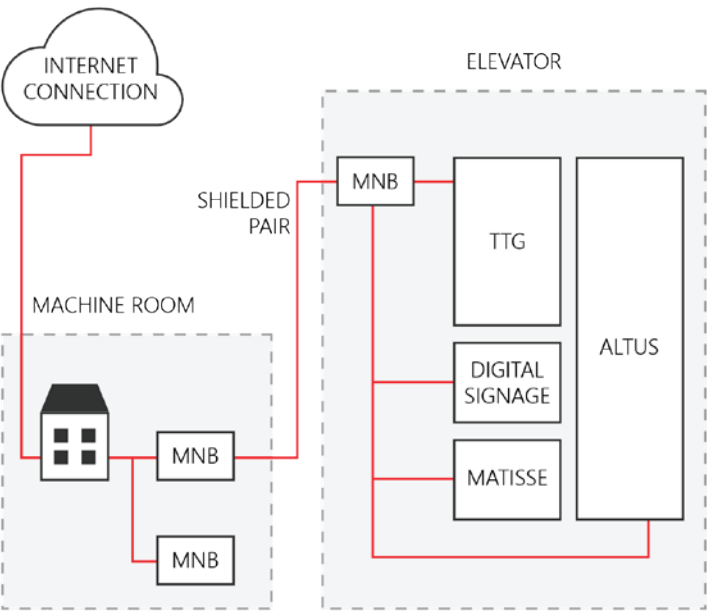 INTERNET
CONNECTION
ELEVATOR
MNB
SHIELDED
PAIR
TTG
MACHINE ROOM
ALTUS
DIGITAL
SIGNAGE
MNB
MATISSE
MNB